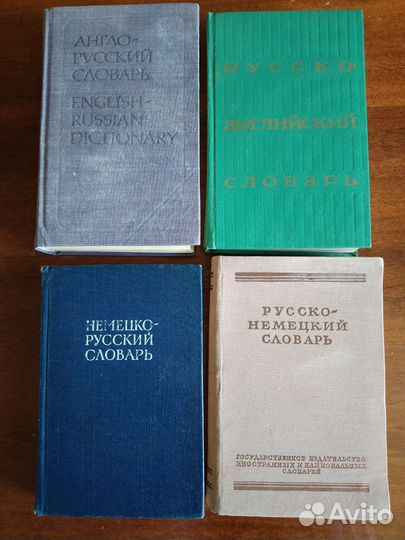 АНГЛО-
РУССКИЙ
СЛОВАРЬ
ENGLISH-
RUSSIAN
DICTIONARY
РУССКО
АНГЛИЙСКИЙ
СЛОВАРЬ
НЕМЕЦКО-
РУССКИЙ
СЛОВАРЬ
РУССКО-
НЕМЕЦКИЙ
СЛОВАРЬ
ГОСУДАРСТВЕННОЕ ИЗДАТЕЛЬСТВО
ИНОСТРАННЫХ И НАЦИОНАЛЬНЫХ
СЛОВАРЕЙ
Avito